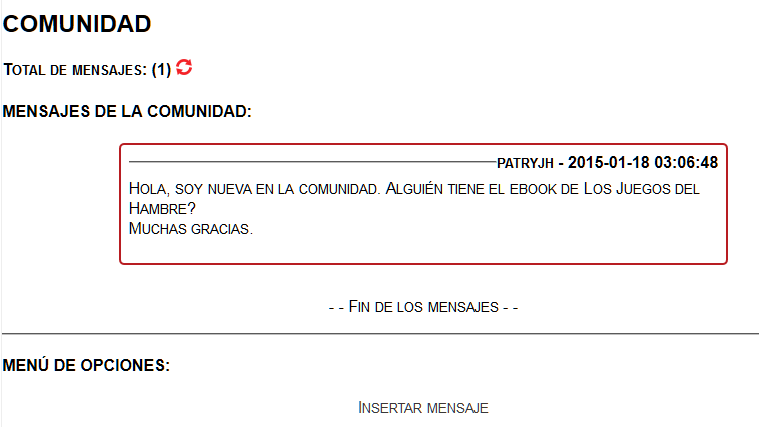 COMUNIDAD
Total de mensajes: (1)
MENSAJES DE LA COMUNIDAD:
patryjh - 2015-01-18 03:06:48
Hola, soy nueva en la comunidad. Alguién tiene el ebook de Los Juegos del
Hambre?
Muchas gracias.
- - Fin de los mensajes - -
MENÚ DE OPCIONES:
Insertar mensaje